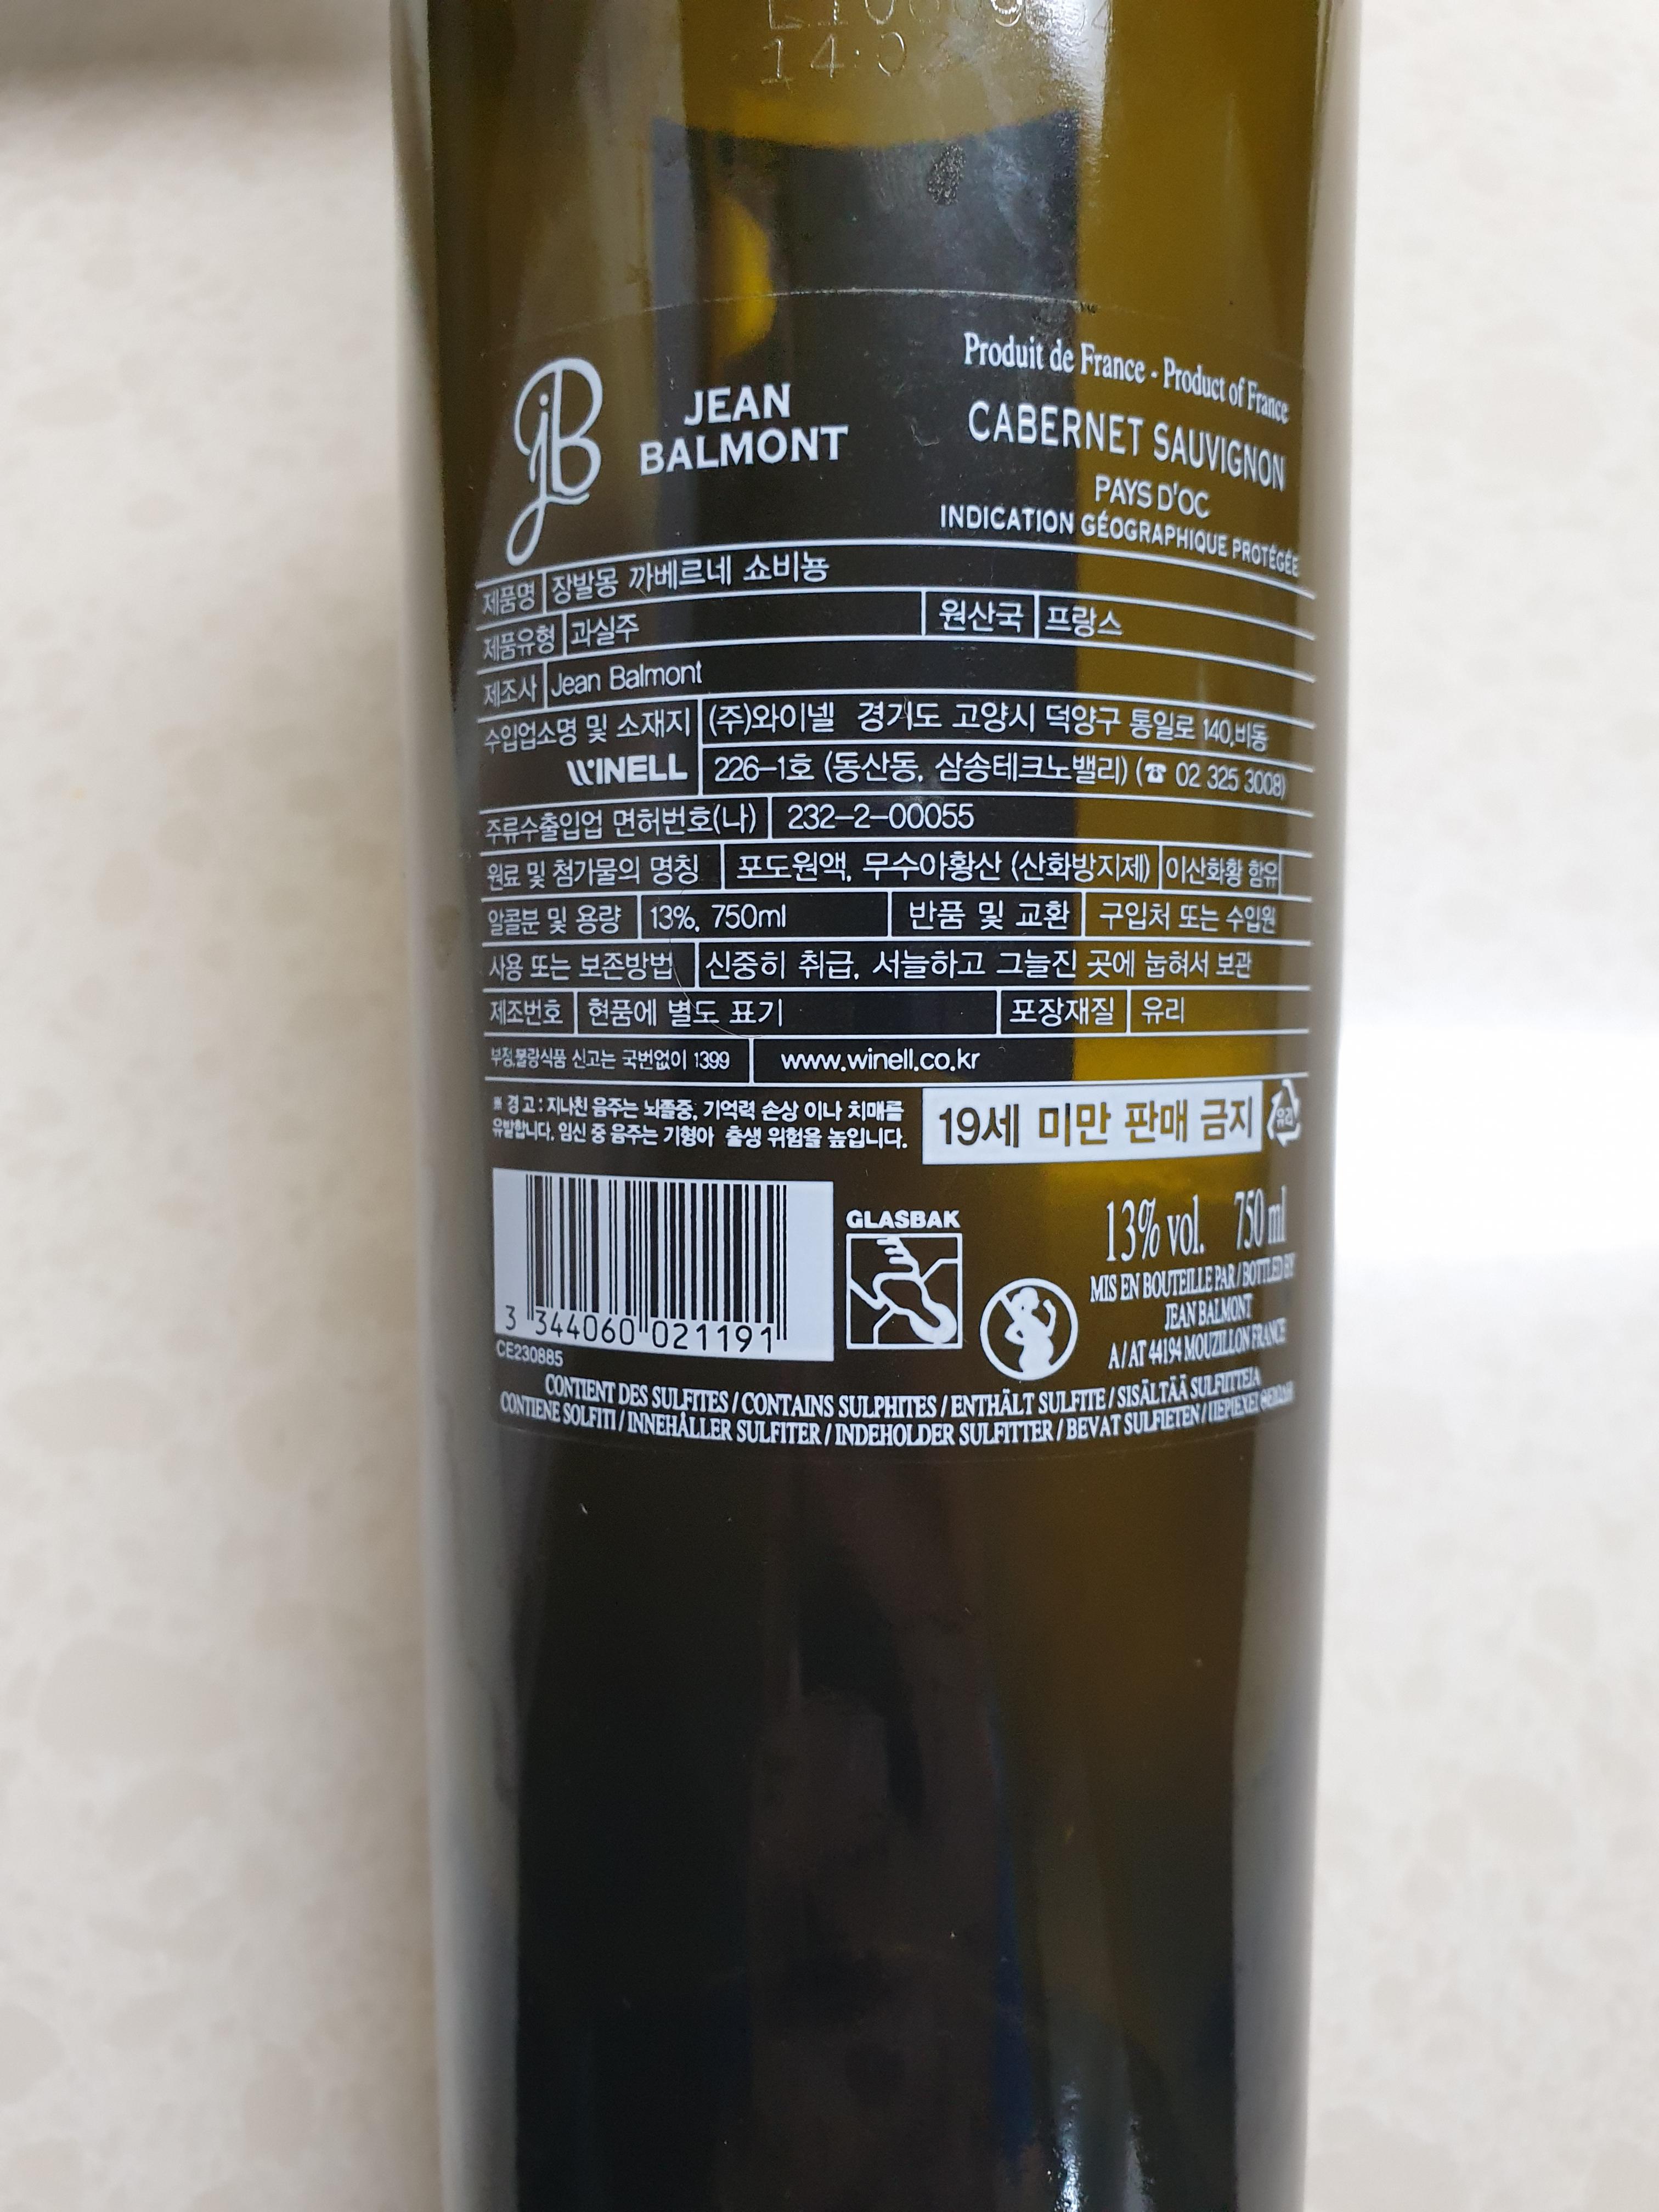 14:0
jB
JEAN
BALMONT
Produit de France - Product of France
CABERNET SAUVIGNON
PAYS D'OC
INDICATION GÉOGRAPHIQUE PROTÉGÉE
제품명 장발몽 까베르네 쇼비뇽
제품유형 과실주 원산국 프랑스
제조사 Jean Balmont
수입업소명 및 소재지 (주)와이넬 경기도 고양시 덕양구 통일로 140,비동
WINELL 226-1호 (동산동, 삼송테크노밸리) (☎ 02 325 3008)
주류수출입업 면허번호(나) 232-2-00055
원료 및 첨가물의 명칭 포도원액, 무수아황산 (산화방지제) 이산화황 함유
알콜분 및 용량 13%, 750ml 반품 및 교환 구입처 또는 수입원
사용 또는 보존방법 신중히 취급, 서늘하고 그늘진 곳에 눕혀서 보관
제조번호 현품에 별도 표기 포장재질 유리
부정,불량식품 신고는 국번없이 1399 www.winell.co.kr
※ 경고 : 지나친 음주는 뇌졸중, 기억력 손상 이나 치매를
유발합니다. 임신 중 음주는 기형아 출생 위험을 높입니다.
19세 미만 판매 금지
유리
3 344060 021191
CE230885
GLASBAK
13% vol. 750 ml
MIS EN BOUTEILLE PAR / BOTTLED BY
JEAN BALMONT
A / AT 44194 MOUZILLON FRANCE
CONTIENT DES SULFITES / CONTAINS SULPHITES / ENTHÄLT SULFITE / SISÄLTÄÄ SULFIITTEJA
CONTIENE SOLFITI / INNEHÅLLER SULFITER / INDEHOLDER SULFITTER / BEVAT SULFIETEN /